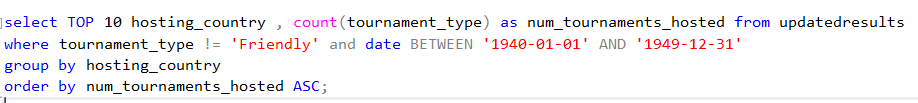 select TOP 10 hosting_country , count(tournament_type) as num_tournaments_hosted from updatedresults
where tournament_type != 'Friendly' and date BETWEEN '1940-01-01' AND '1949-12-31'
group by hosting_country
order by num_tournaments_hosted ASC;